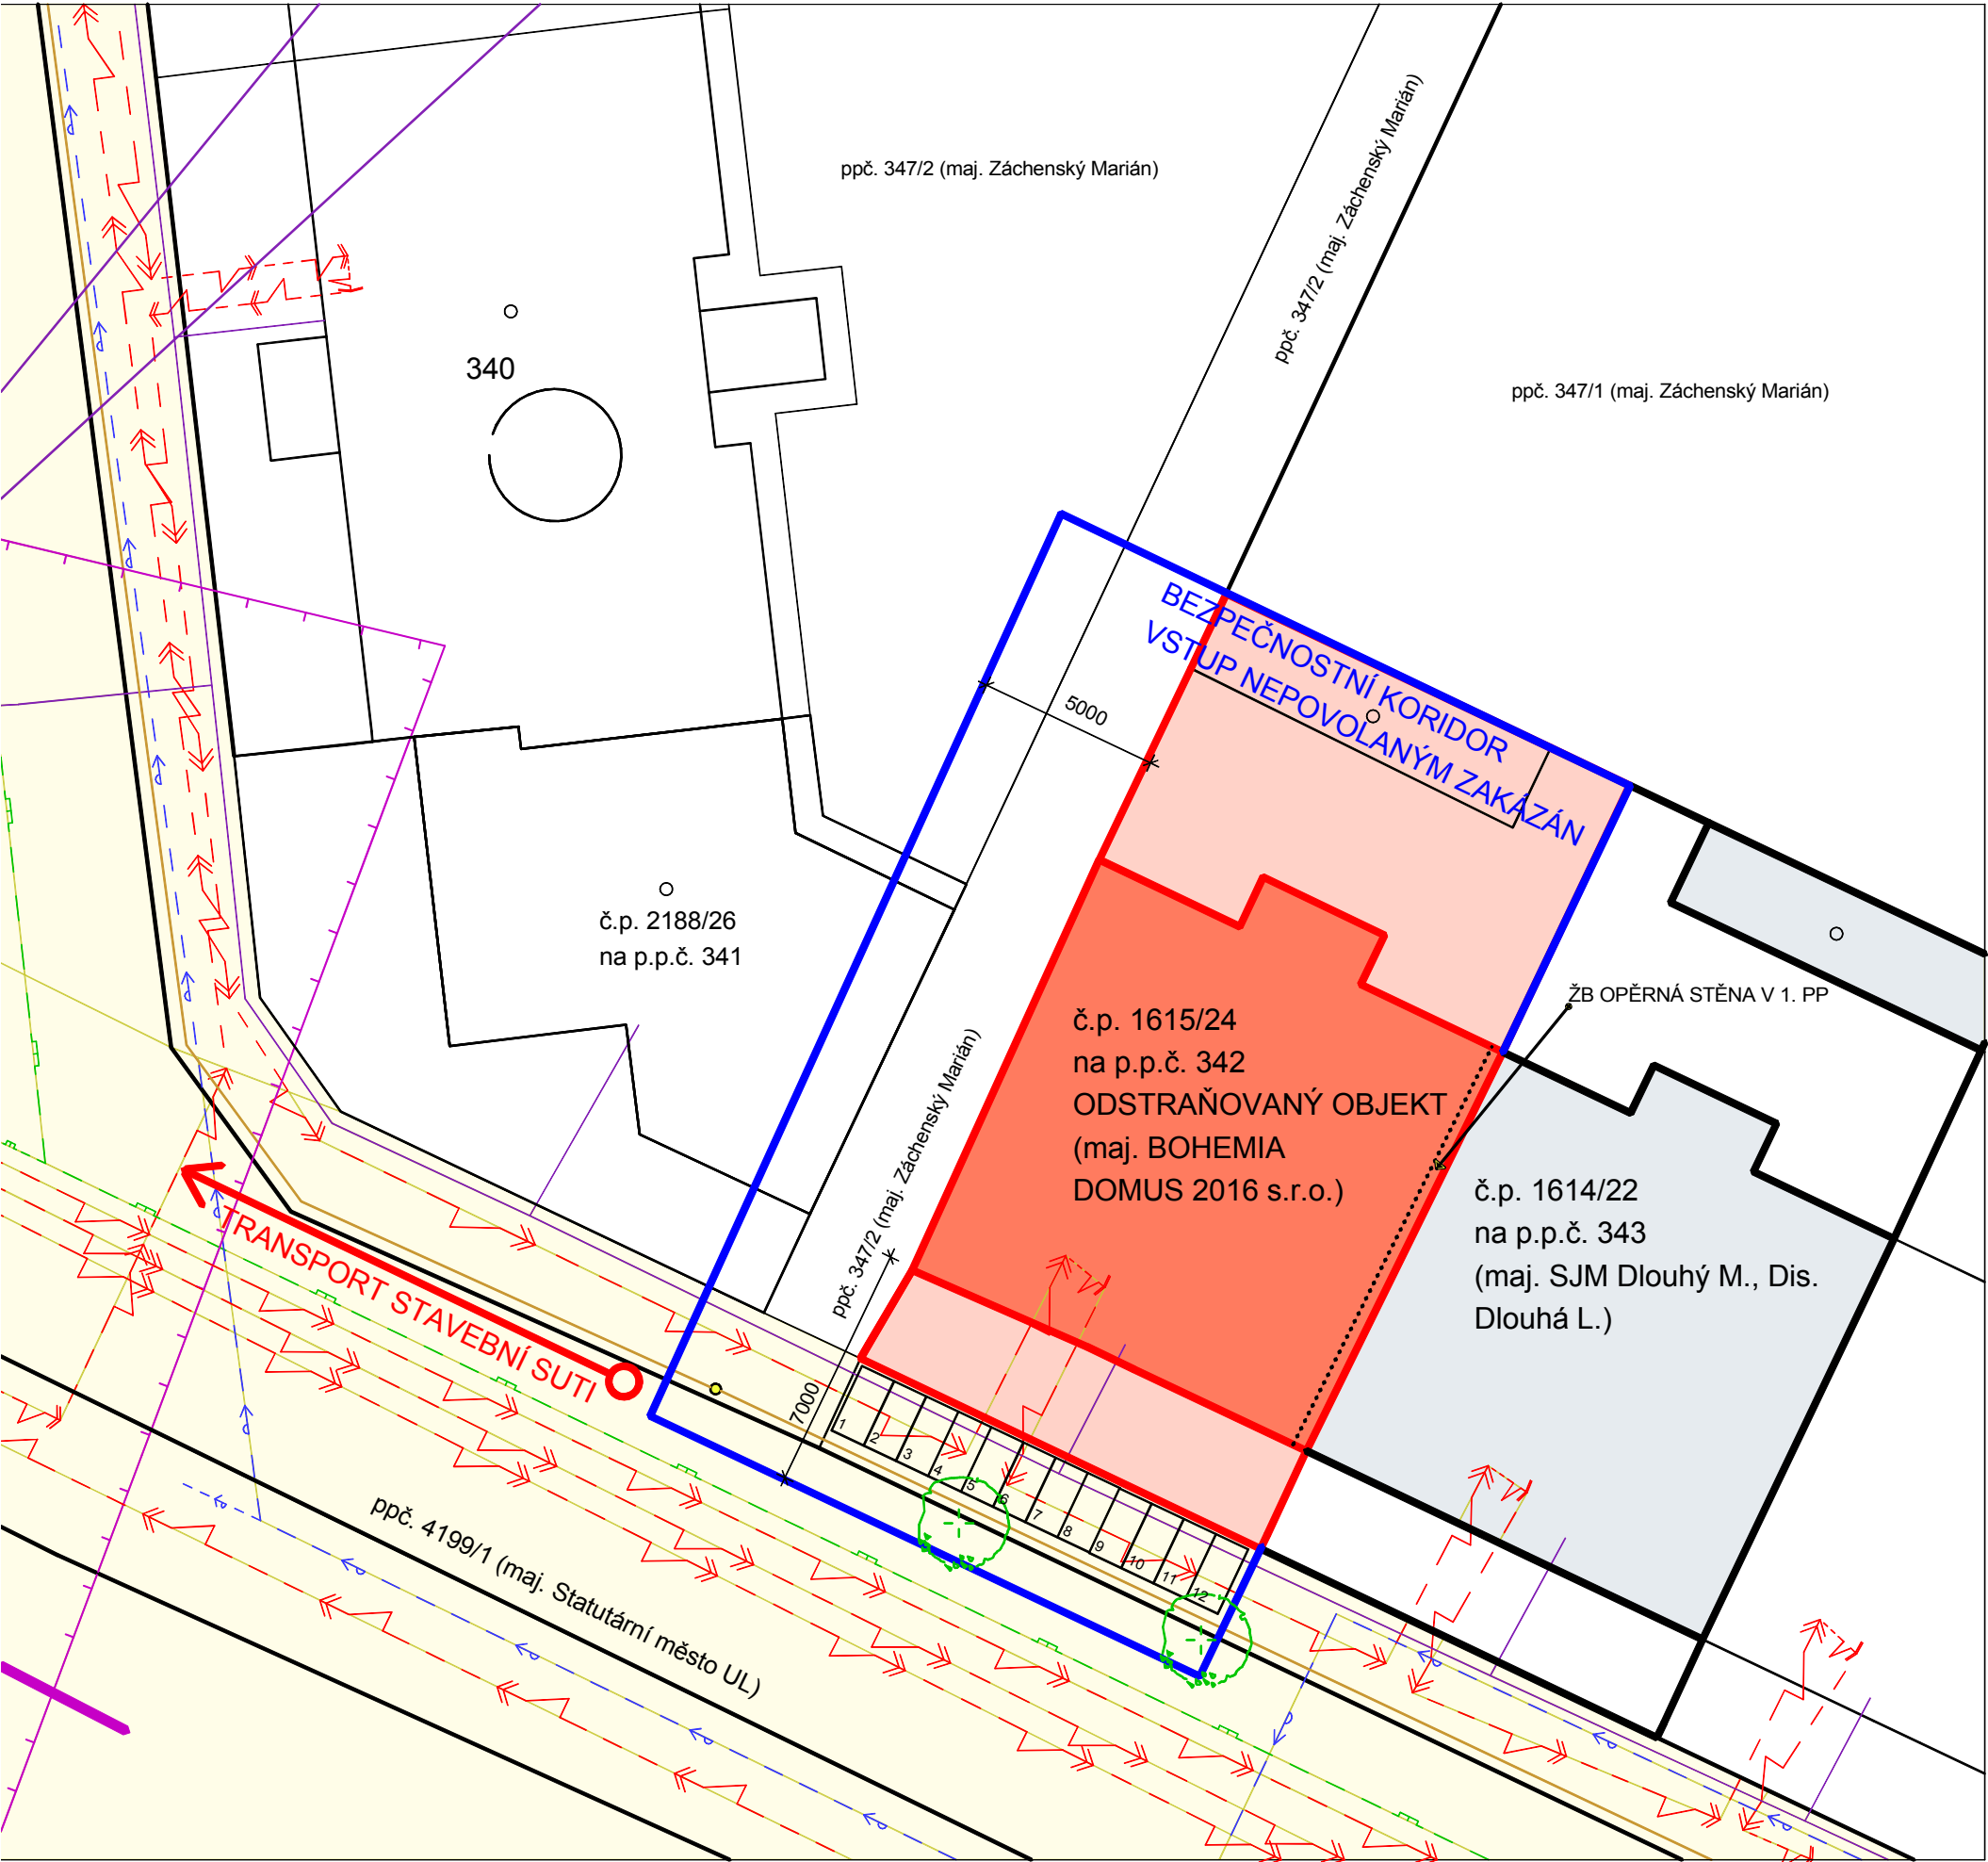 ppč. 347/2 (maj. Záchenský Marián)
ppč. 347/2 (maj. Záchenský Marián)
340
ppč. 347/1 (maj. Záchenský Marián)
BEZPEČNOSTNÍ KORIDOR
VSTUP NEPOVOLANÝM ZAKÁZÁN
5000
č.p. 2188/26
na p.p.č. 341
ŽB OPĚRNÁ STĚNA V 1. PP
č.p. 1615/24
na p.p.č. 342
ODSTRAŇOVANÝ OBJEKT
(maj. BOHEMIA
DOMUS 2016 s.r.o.)
ppč. 347/2 (maj. Záchenský Marián)
č.p. 1614/22
na p.p.č. 343
(maj. SJM Dlouhý M., Dis.
Dlouhá L.)
TRANSPORT STAVEBNÍ SUTI
7000
1
2
3
4
5
6
7
8
9
10
11
12
ppč. 4199/1 (maj. Statutární město UL)